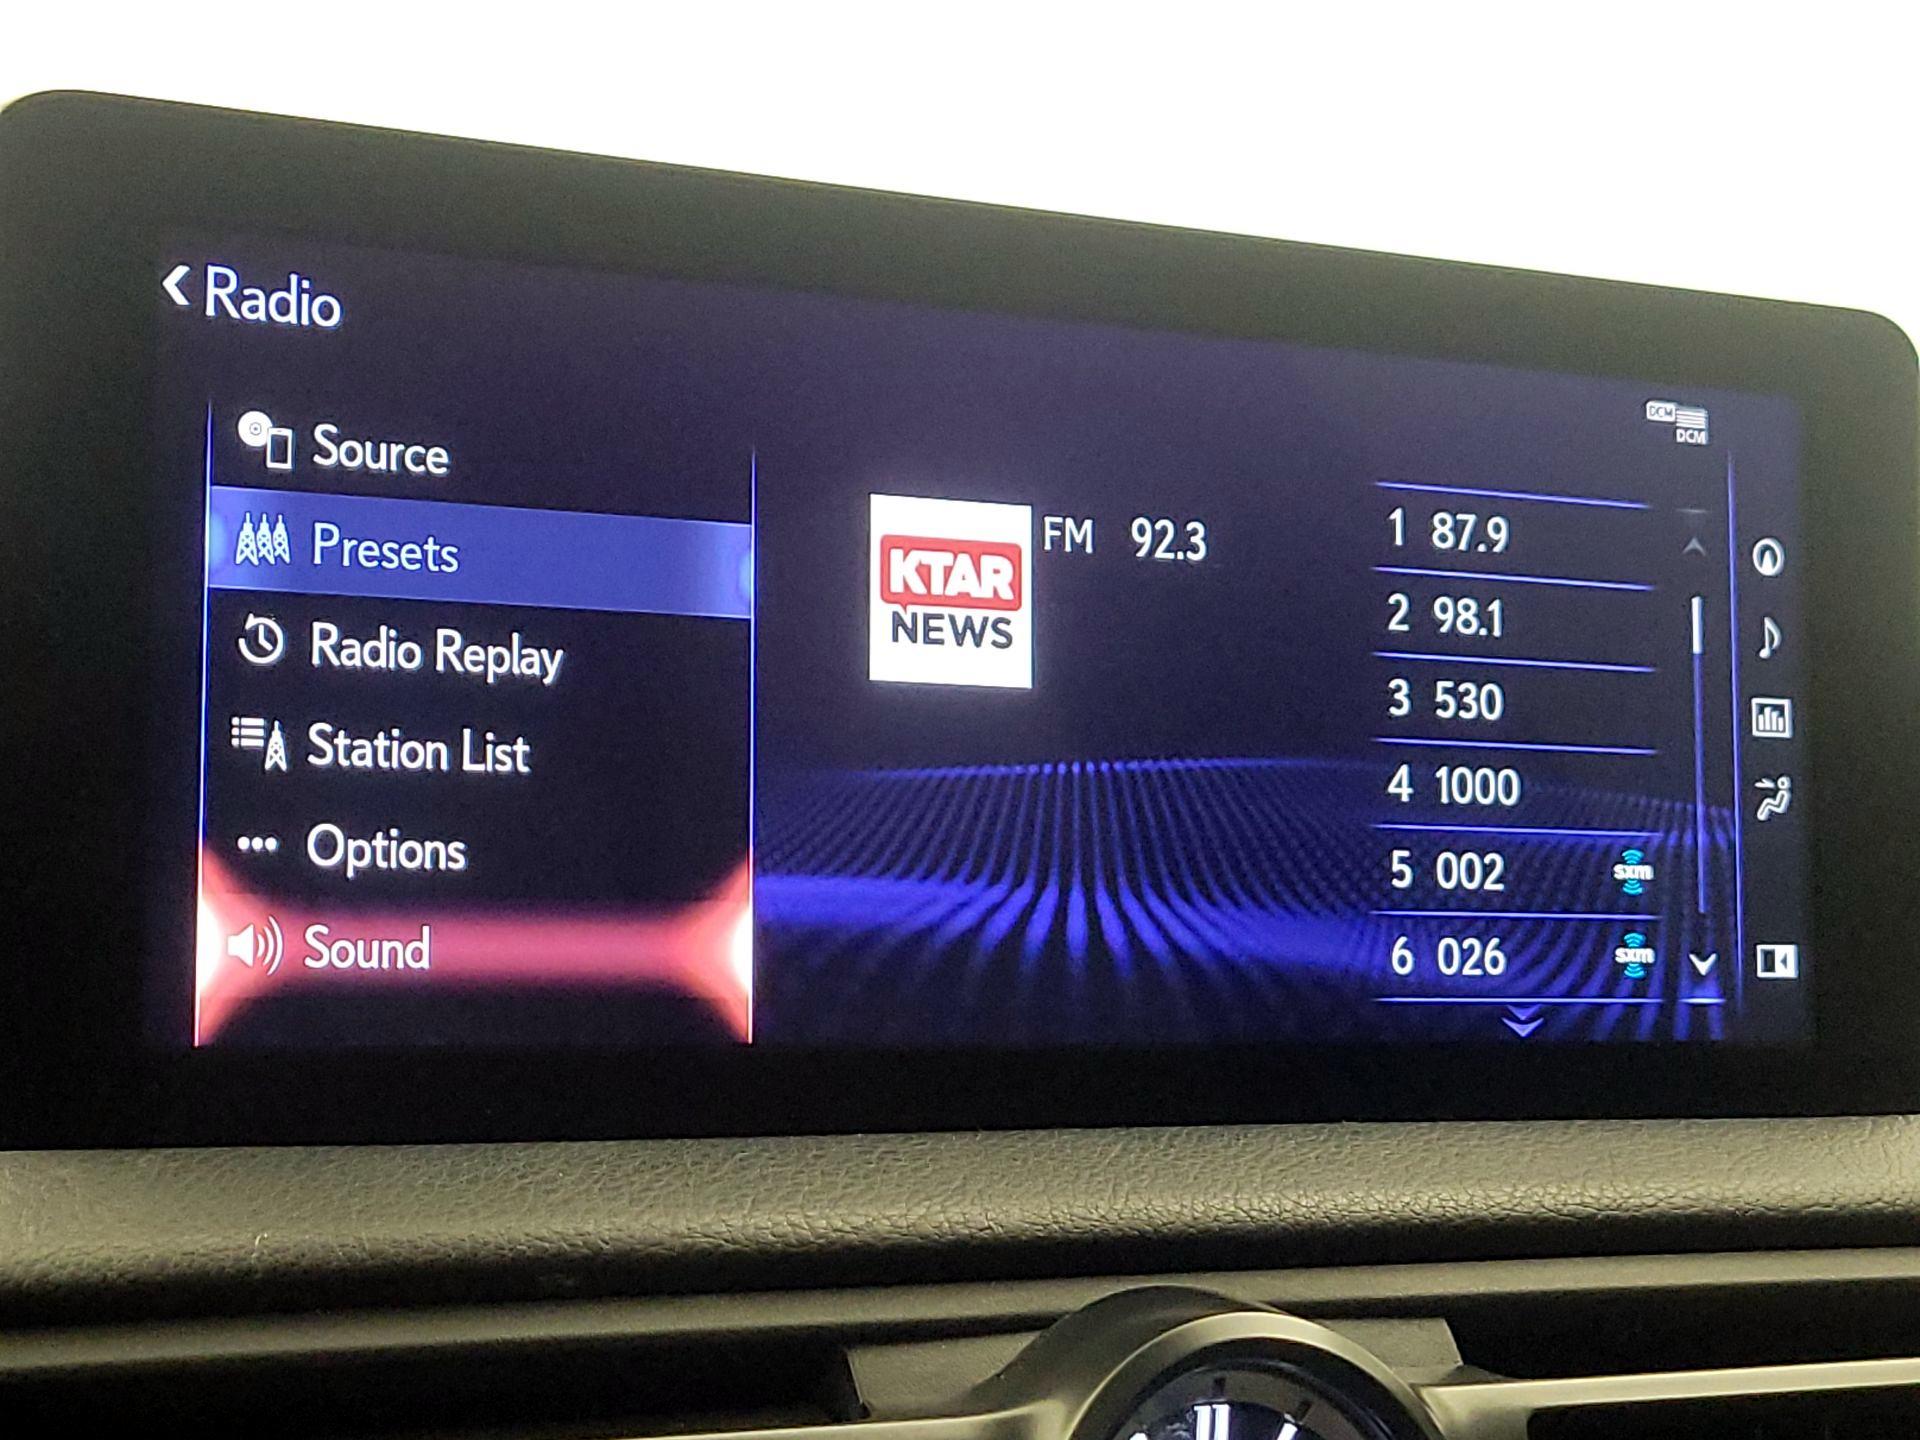 Radio
Source
Presets
Radio Replay
Station List
Options
Sound
KTAR
NEWS
FM 92.3
DCM
DCM
1 87.9
2 98.1
3 530
4 1000
5 002 sxm
6 026 sxm